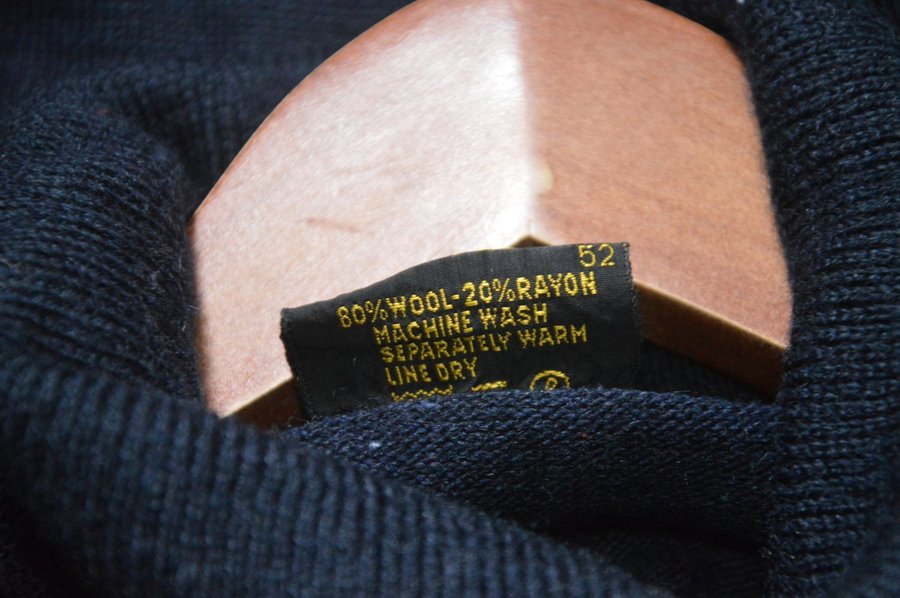 52
80%WOOL-20%RAYON
MACHINE WASH
SEPARATELY WARM
LINE DRY